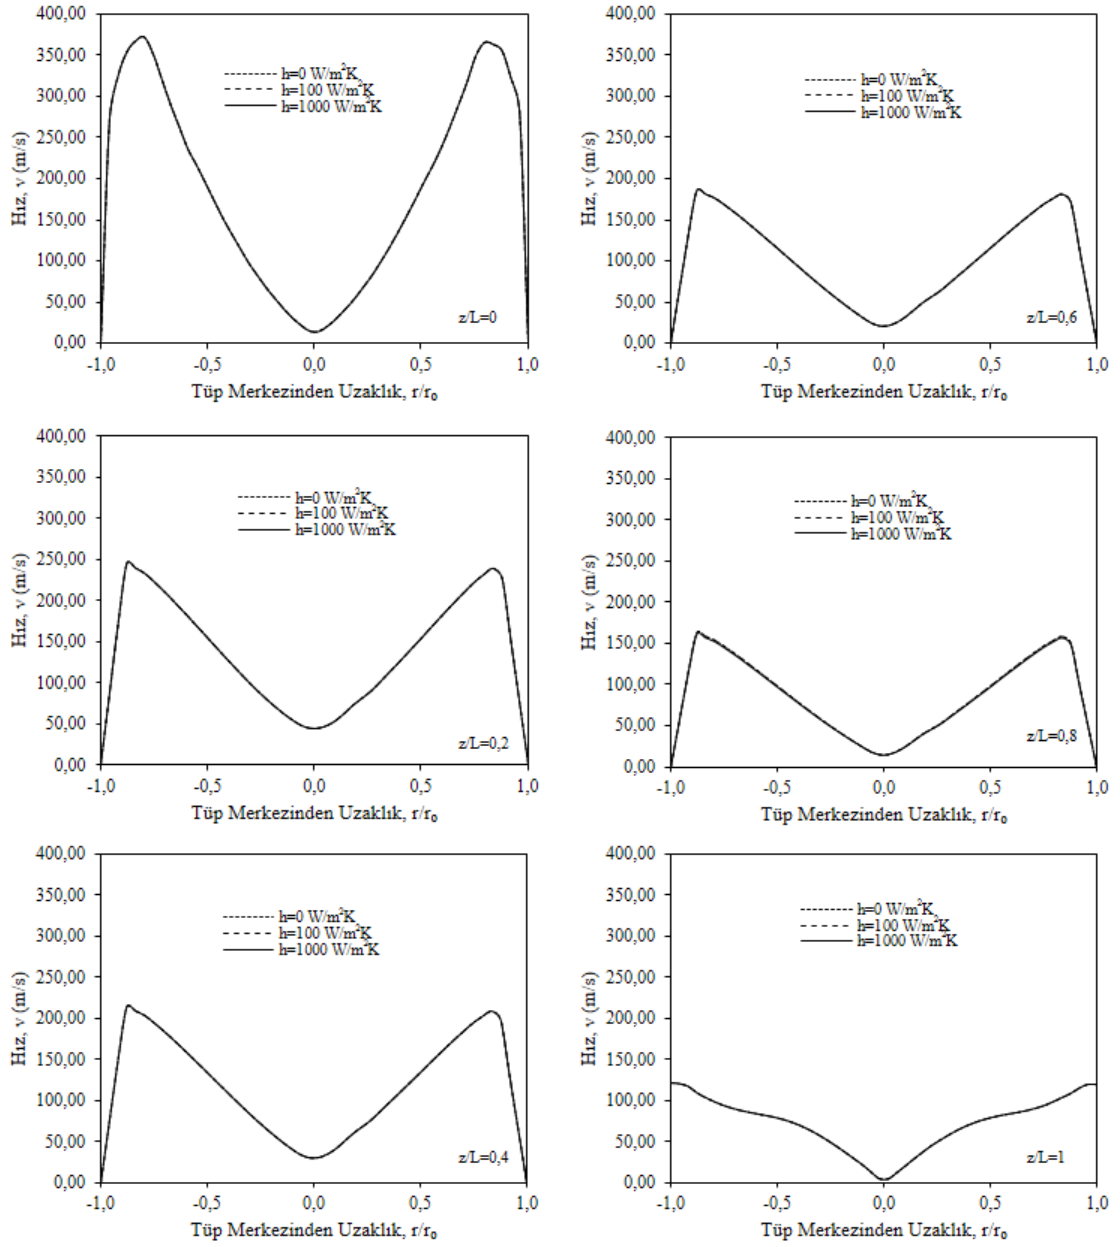 400,00
350,00
300,00
250,00
200,00
150,00
100,00
50,00
0,00
Hız, v (m/s)
h=0 W/m²K
h=100 W/m²K
h=1000 W/m²K
z/L=0
-1,0 -0,5 0,0 0,5 1,0
Tüp Merkezinden Uzaklık, r/r₀
400,00
350,00
300,00
250,00
200,00
150,00
100,00
50,00
0,00
Hız, v (m/s)
h=0 W/m²K
h=100 W/m²K
h=1000 W/m²K
z/L=0,6
-1,0 -0,5 0,0 0,5 1,0
Tüp Merkezinden Uzaklık, r/r₀
400,00
350,00
300,00
250,00
200,00
150,00
100,00
50,00
0,00
Hız, v (m/s)
h=0 W/m²K
h=100 W/m²K
h=1000 W/m²K
z/L=0,2
-1,0 -0,5 0,0 0,5 1,0
Tüp Merkezinden Uzaklık, r/r₀
400,00
350,00
300,00
250,00
200,00
150,00
100,00
50,00
0,00
Hız, v (m/s)
h=0 W/m²K
h=100 W/m²K
h=1000 W/m²K
z/L=0,8
-1,0 -0,5 0,0 0,5 1,0
Tüp Merkezinden Uzaklık, r/r₀
400,00
350,00
300,00
250,00
200,00
150,00
100,00
50,00
0,00
Hız, v (m/s)
h=0 W/m²K
h=100 W/m²K
h=1000 W/m²K
z/L=0,4
-1,0 -0,5 0,0 0,5 1,0
Tüp Merkezinden Uzaklık, r/r₀
400,00
350,00
300,00
250,00
200,00
150,00
100,00
50,00
0,00
Hız, v (m/s)
h=0 W/m²K
h=100 W/m²K
h=1000 W/m²K
z/L=1
-1,0 -0,5 0,0 0,5 1,0
Tüp Merkezinden Uzaklık, r/r₀